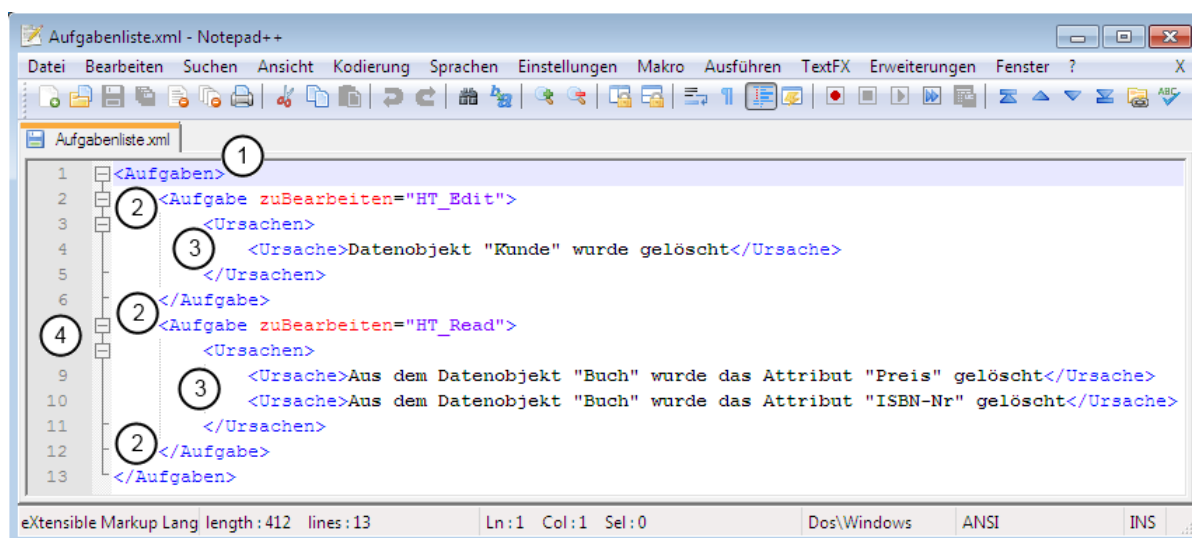 Aufgabenliste.xml - Notepad++
Datei Bearbeiten Suchen Ansicht Kodierung Sprachen Einstellungen Makro Ausführen TextFX Erweiterungen Fenster ? X
ABC
Aufgabenliste.xml
1
1 <Aufgaben>
2 2 <Aufgabe zuBearbeiten="HT_Edit">
3 <Ursachen>
4 3 <Ursache>Datenobjekt "Kunde" wurde gelöscht</Ursache>
5 </Ursachen>
6 </Aufgabe>
2 <Aufgabe zuBearbeiten="HT_Read">
4 <Ursachen>
9 3 <Ursache>Aus dem Datenobjekt "Buch" wurde das Attribut "Preis" gelöscht</Ursache>
10 <Ursache>Aus dem Datenobjekt "Buch" wurde das Attribut "ISBN-Nr" gelöscht</Ursache>
11 </Ursachen>
12 2 </Aufgabe>
13 </Aufgaben>
eXtensible Markup Lang length : 412 lines : 13 Ln : 1 Col : 1 Sel : 0 Dos\Windows ANSI INS